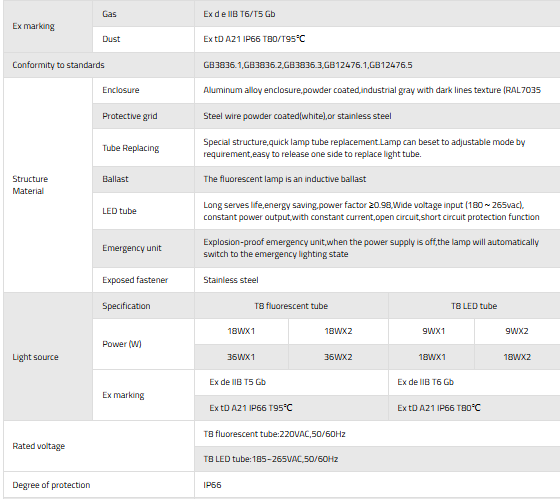 Ex marking
Gas
Ex d e IIB T6/T5 Gb
Dust
Ex tD A21 IP66 T80/T95℃
Conformity to standards
GB3836.1,GB3836.2,GB3836.3,GB12476.1,GB12476.5
Structure
Material
Enclosure
Aluminum alloy enclosure,powder coated,industrial gray with dark lines texture (RAL7035
Protective grid
Steel wire powder coated(white),or stainless steel
Tube Replacing
Special structure,quick lamp tube replacement.Lamp can beset to adjustable mode by
requirement,easy to release one side to replace light tube.
Ballast
The fluorescent lamp is an inductive ballast
LED tube
Long serves life,energy saving,power factor ≥0.98,Wide voltage input (180～265vac),
constant power output,with constant current,open circuit,short circuit protection function
Emergency unit
Explosion-proof emergency unit,when the power supply is off,the lamp will automatically
switch to the emergency lighting state
Exposed fastener
Stainless steel
Light source
Specification
T8 fluorescent tube
T8 LED tube
Power (W)
18WX1
18WX2
9WX1
9WX2
36WX1
36WX2
18WX1
18WX2
Ex marking
Ex de IIB T5 Gb
Ex de IIB T6 Gb
Ex tD A21 IP66 T95℃
Ex tD A21 IP66 T80℃
Rated voltage
T8 fluorescent tube:220VAC,50/60Hz
T8 LED tube:185~265VAC,50/60Hz
Degree of protection
IP66